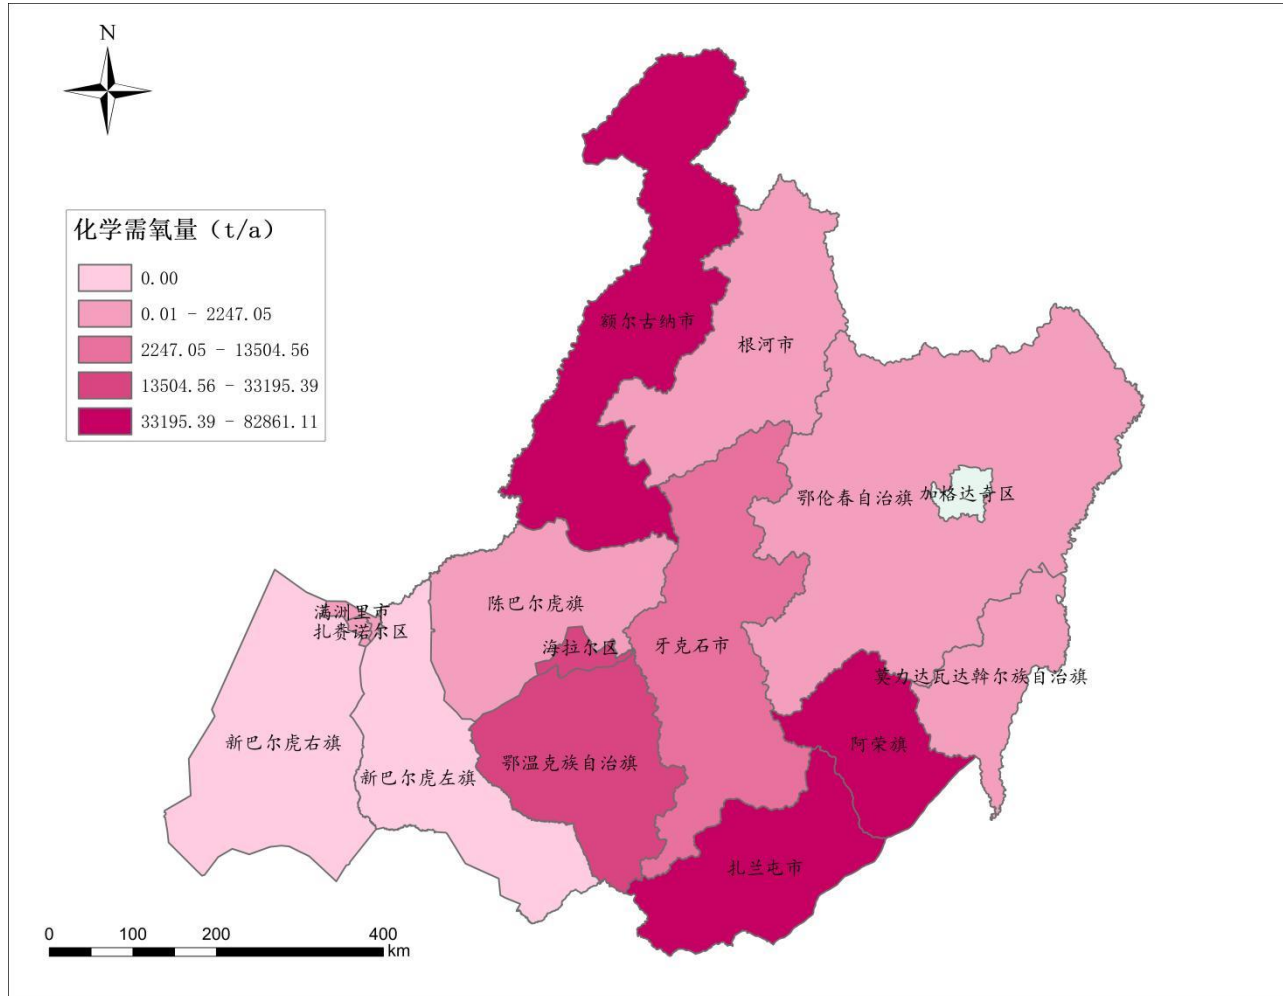 N
化学需氧量（t/a）
0.00
0.01 - 2247.05
2247.05 - 13504.56
13504.56 - 33195.39
33195.39 - 82861.11
额尔古纳市
根河市
鄂伦春自治旗
加格达奇区
陈巴尔虎旗
满洲里市
扎赉诺尔区
海拉尔区
牙克石市
莫力达瓦达斡尔族自治旗
新巴尔虎右旗
阿荣旗
鄂温克族自治旗
新巴尔虎左旗
扎兰屯市
0 100 200 400
km